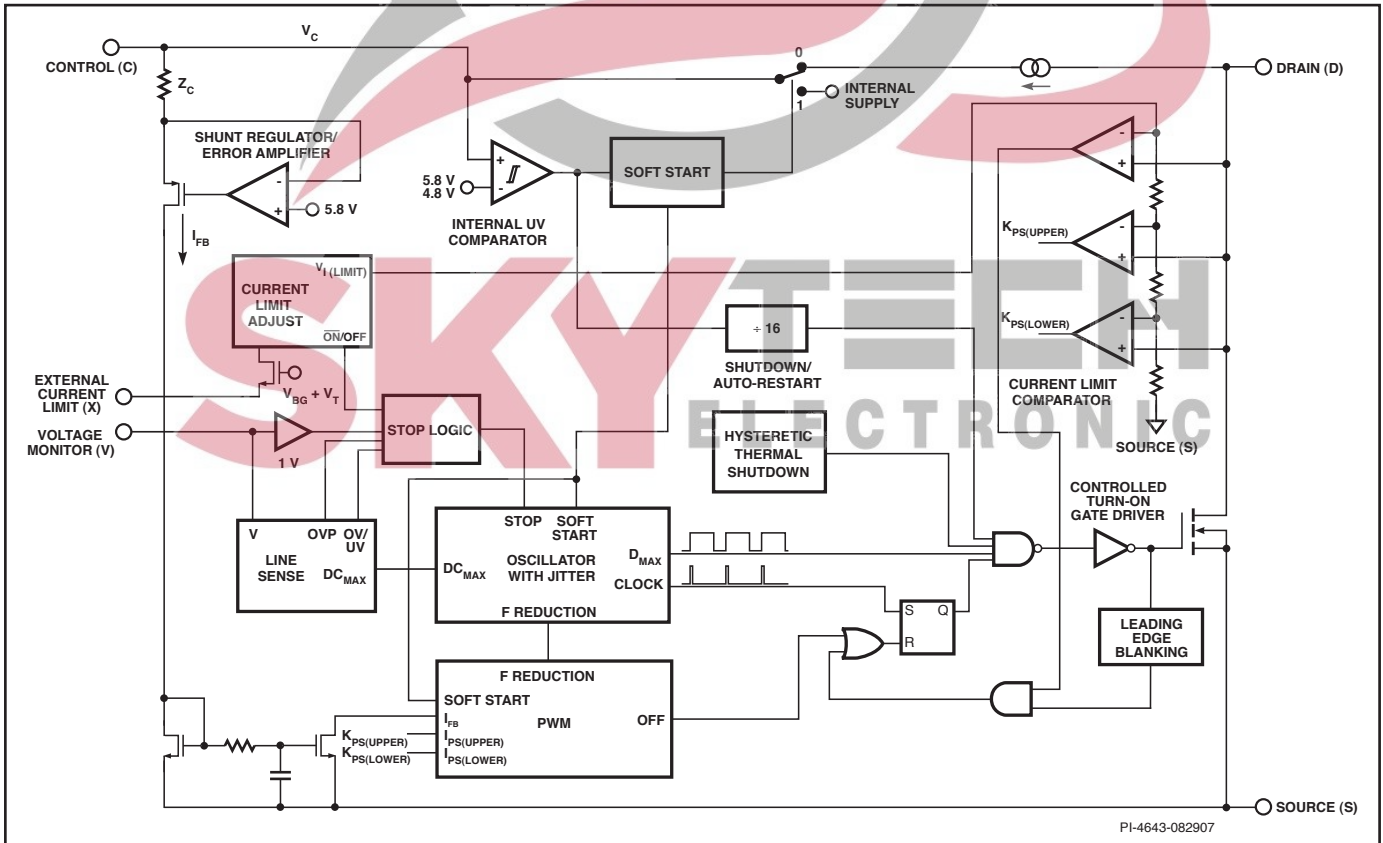 V_C
CONTROL (C)
Z_C
0
1
INTERNAL
SUPPLY
DRAIN (D)
SHUNT REGULATOR/
ERROR AMPLIFIER
-
+
5.8 V
I_FB
+
-
5.8 V
4.8 V
INTERNAL UV
COMPARATOR
SOFT START
-
+
K_PS(UPPER)
-
+
K_PS(LOWER)
-
+
CURRENT LIMIT
COMPARATOR
SOURCE (S)
V_I (LIMIT)
CURRENT
LIMIT
ADJUST
ON/OFF
÷ 16
SHUTDOWN/
AUTO-RESTART
SKYTECH
ELECTRONIC
EXTERNAL
CURRENT
LIMIT (X)
V_BG + V_T
VOLTAGE
MONITOR (V)
1 V
STOP LOGIC
HYSTERETIC
THERMAL
SHUTDOWN
CONTROLLED
TURN-ON
GATE DRIVER
V
OVP
OV/
UV
LINE
SENSE
DC_MAX
STOP
SOFT
START
DC_MAX
OSCILLATOR
WITH JITTER
D_MAX
CLOCK
F REDUCTION
S
Q
R
LEADING
EDGE
BLANKING
F REDUCTION
SOFT START
PWM
OFF
I_FB
K_PS(UPPER)
I_PS(UPPER)
K_PS(LOWER)
I_PS(LOWER)
SOURCE (S)
PI-4643-082907